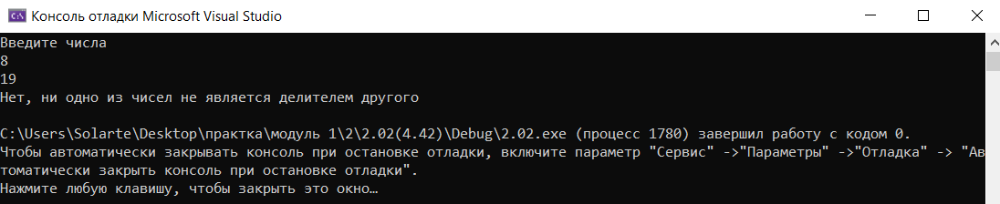 Консоль отладки Microsoft Visual Studio
Введите числа
8
19
Нет, ни одно из чисел не является делителем другого
C:\Users\Solarte\Desktop\практка\модуль 1\2\2.02(4.42)\Debug\2.02.exe (процесс 1780) завершил работу с кодом 0.
Чтобы автоматически закрывать консоль при остановке отладки, включите параметр "Сервис" ->"Параметры" ->"Отладка" -> "Ав
томатически закрыть консоль при остановке отладки".
Нажмите любую клавишу, чтобы закрыть это окно…